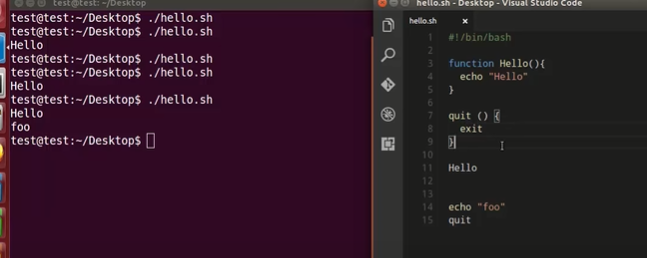 test@test: ~/Desktop
test@test:~/Desktop$ ./hello.sh
test@test:~/Desktop$ ./hello.sh
Hello
test@test:~/Desktop$ ./hello.sh
test@test:~/Desktop$ ./hello.sh
Hello
test@test:~/Desktop$ ./hello.sh
Hello
foo
test@test:~/Desktop$
hello.sh - Desktop - Visual Studio Code
hello.sh
1 #!/bin/bash
2
3 function Hello(){
4 echo "Hello"
5 }
6
7 quit () {
8 exit
9 }
10
11 Hello
12
13
14 echo "foo"
15 quit